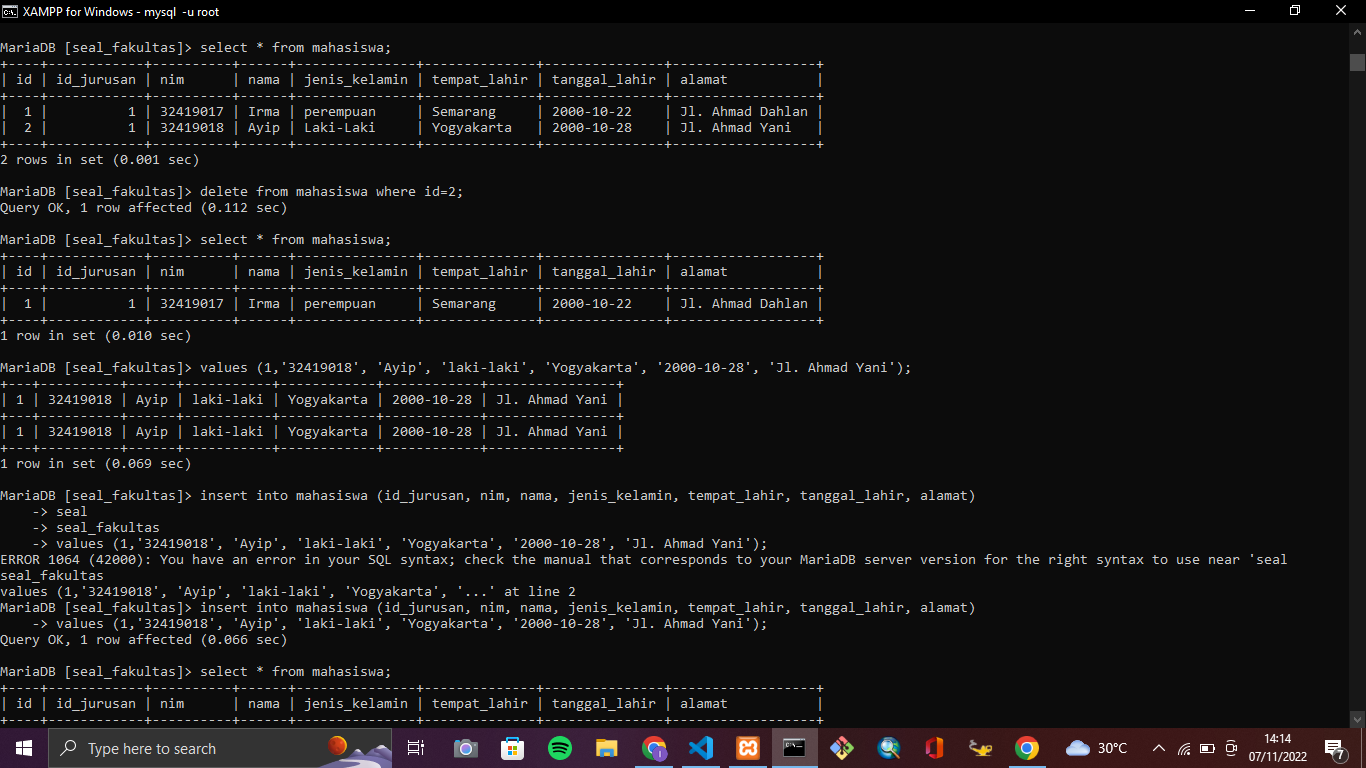 XAMPP for Windows - mysql  -u root
MariaDB [seal_fakultas]> select * from mahasiswa;
+----+------------+----------+------+---------------+--------------+---------------+------------------+
| id | id_jurusan | nim      | nama | jenis_kelamin | tempat_lahir | tanggal_lahir | alamat           |
+----+------------+----------+------+---------------+--------------+---------------+------------------+
|  1 |          1 | 32419017 | Irma | perempuan     | Semarang     | 2000-10-22    | Jl. Ahmad Dahlan |
|  2 |          1 | 32419018 | Ayip | Laki-Laki     | Yogyakarta   | 2000-10-28    | Jl. Ahmad Yani   |
+----+------------+----------+------+---------------+--------------+---------------+------------------+
2 rows in set (0.001 sec)
MariaDB [seal_fakultas]> delete from mahasiswa where id=2;
Query OK, 1 row affected (0.112 sec)
MariaDB [seal_fakultas]> select * from mahasiswa;
+----+------------+----------+------+---------------+--------------+---------------+------------------+
| id | id_jurusan | nim      | nama | jenis_kelamin | tempat_lahir | tanggal_lahir | alamat           |
+----+------------+----------+------+---------------+--------------+---------------+------------------+
|  1 |          1 | 32419017 | Irma | perempuan     | Semarang     | 2000-10-22    | Jl. Ahmad Dahlan |
+----+------------+----------+------+---------------+--------------+---------------+------------------+
1 row in set (0.010 sec)
MariaDB [seal_fakultas]> values (1,'32419018', 'Ayip', 'laki-laki', 'Yogyakarta', '2000-10-28', 'Jl. Ahmad Yani');
+---+----------+------+-----------+------------+------------+----------------+
| 1 | 32419018 | Ayip | laki-laki | Yogyakarta | 2000-10-28 | Jl. Ahmad Yani |
+---+----------+------+-----------+------------+------------+----------------+
| 1 | 32419018 | Ayip | laki-laki | Yogyakarta | 2000-10-28 | Jl. Ahmad Yani |
+---+----------+------+-----------+------------+------------+----------------+
1 row in set (0.069 sec)
MariaDB [seal_fakultas]> insert into mahasiswa (id_jurusan, nim, nama, jenis_kelamin, tempat_lahir, tanggal_lahir, alamat)
    -> seal
    -> seal_fakultas
    -> values (1,'32419018', 'Ayip', 'laki-laki', 'Yogyakarta', '2000-10-28', 'Jl. Ahmad Yani');
ERROR 1064 (42000): You have an error in your SQL syntax; check the manual that corresponds to your MariaDB server version for the right syntax to use near 'seal
seal_fakultas
values (1,'32419018', 'Ayip', 'laki-laki', 'Yogyakarta', '...' at line 2
MariaDB [seal_fakultas]> insert into mahasiswa (id_jurusan, nim, nama, jenis_kelamin, tempat_lahir, tanggal_lahir, alamat)
    -> values (1,'32419018', 'Ayip', 'laki-laki', 'Yogyakarta', '2000-10-28', 'Jl. Ahmad Yani');
Query OK, 1 row affected (0.066 sec)
MariaDB [seal_fakultas]> select * from mahasiswa;
+----+------------+----------+------+---------------+--------------+---------------+------------------+
| id | id_jurusan | nim      | nama | jenis_kelamin | tempat_lahir | tanggal_lahir | alamat           |
+----+------------+----------+------+---------------+--------------+---------------+------------------+
Type here to search
30°C
14:14
07/11/2022
7